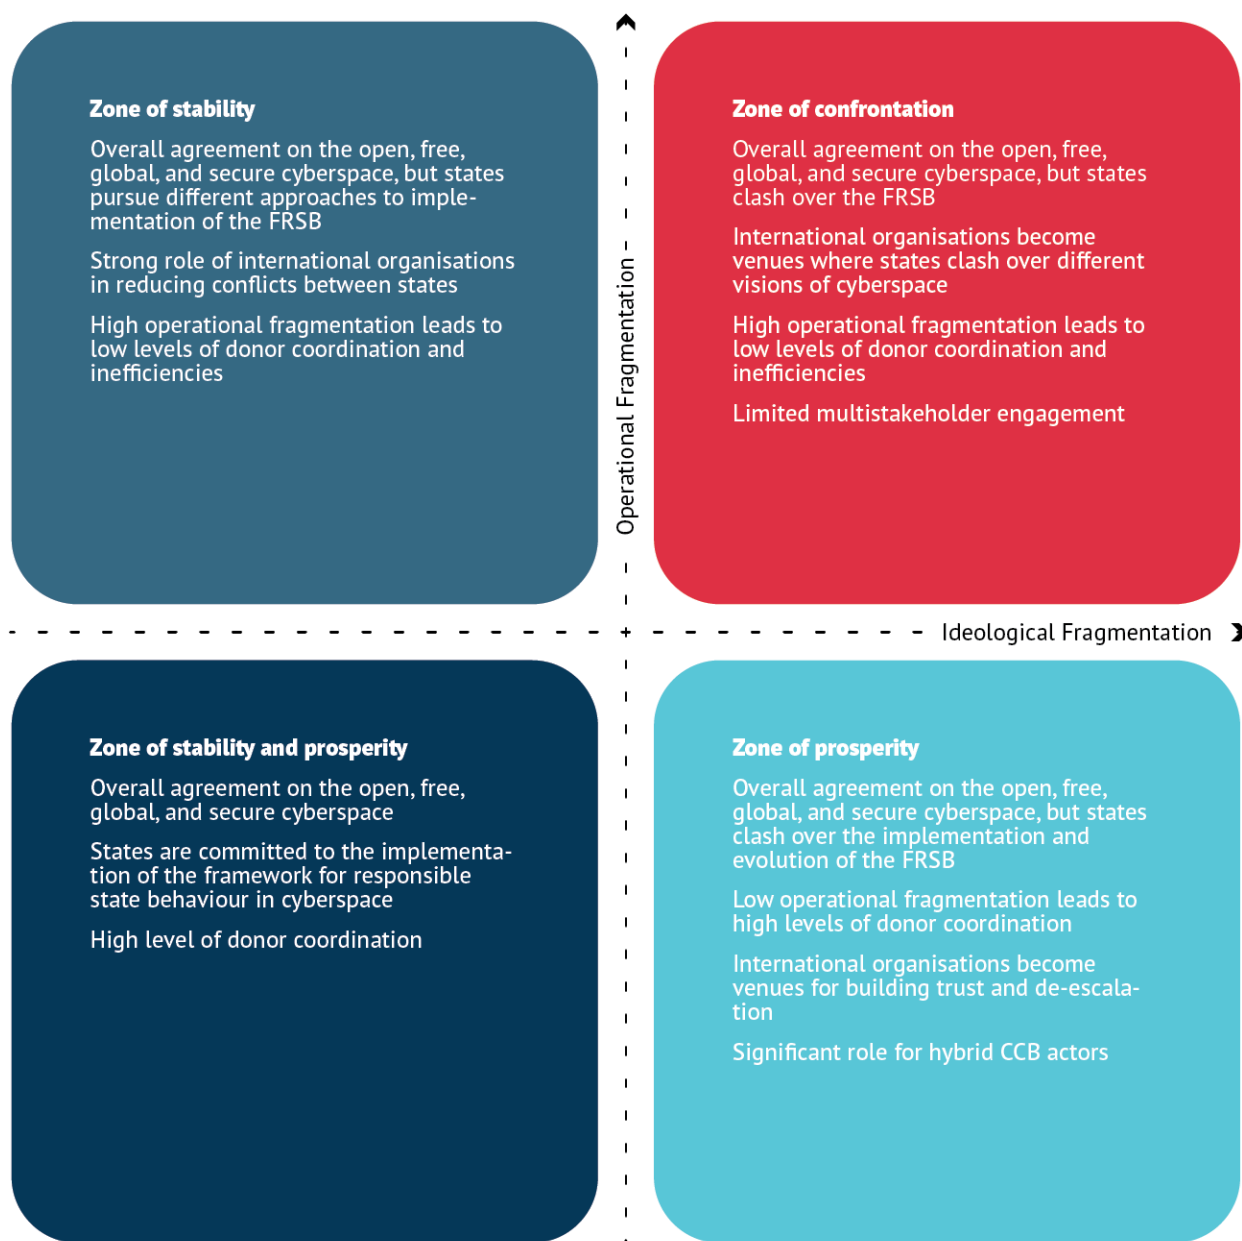 Zone of stability
Overall agreement on the open, free,
global, and secure cyberspace, but states
pursue different approaches to imple-
mentation of the FRSB
Strong role of international organisations
in reducing conflicts between states
High operational fragmentation leads to
low levels of donor coordination and
inefficiencies
Operational Fragmentation
Zone of confrontation
Overall agreement on the open, free,
global, and secure cyberspace, but states
clash over the FRSB
International organisations become
venues where states clash over different
visions of cyberspace
High operational fragmentation leads to
low levels of donor coordination and
inefficiencies
Limited multistakeholder engagement
Ideological Fragmentation
Zone of stability and prosperity
Overall agreement on the open, free,
global, and secure cyberspace
States are committed to the implementa-
tion of the framework for responsible
state behaviour in cyberspace
High level of donor coordination
Zone of prosperity
Overall agreement on the open, free,
global, and secure cyberspace, but states
clash over the implementation and
evolution of the FRSB
Low operational fragmentation leads to
high levels of donor coordination
International organisations become
venues for building trust and de-escala-
tion
Significant role for hybrid CCB actors